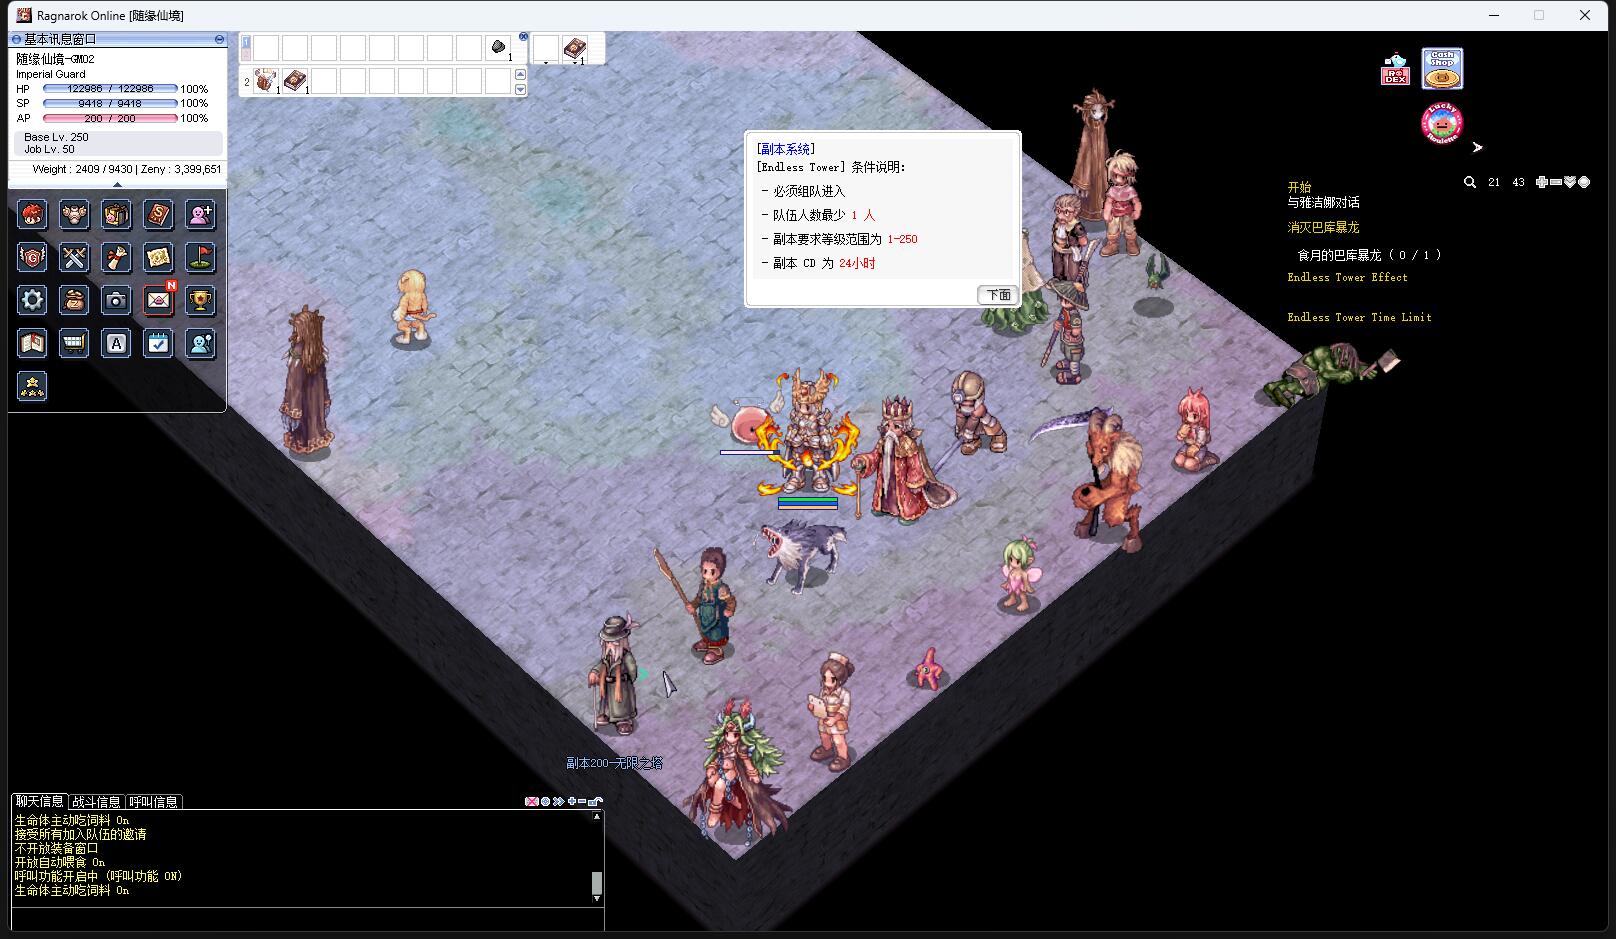 Ragnarok Online [随缘仙境]
基本讯息窗口
随缘仙境-GM02
Imperial Guard
HP 122986 / 122986 100%
SP 9418 / 9418 100%
AP 200 / 200 100%
Base Lv. 250
Job Lv. 50
Weight : 2409 / 9430 | Zeny : 3,399,651
1
1
2
1
1
N
A
[副本系统]
[Endless Tower] 条件说明:
- 必须组队进入
- 队伍人数最少 1 人
- 副本要求等级范围为 1-250
- 副本 CD 为 24小时
下面
RODEX
Cash Shop
Lucky Roulette
21 43
开始
与雅洁娜对话
消灭巴库暴龙
食月的巴库暴龙 ( 0 / 1 )
Endless Tower Effect
Endless Tower Time Limit
副本200-无限之塔
聊天信息 战斗信息 呼叫信息
生命体主动吃饲料 On
接受所有加入队伍的邀请
不开放装备窗口
开放自动喂食 On
呼叫功能开启中 (呼叫功能 ON)
生命体主动吃饲料 On